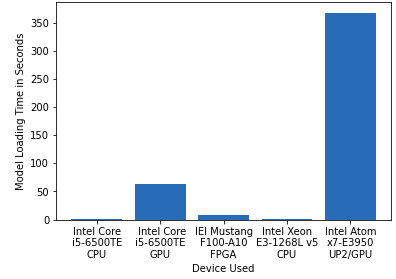 Model Loading Time in Seconds
350
300
250
200
150
100
50
0
Intel Core
i5-6500TE
CPU
Intel Core
i5-6500TE
GPU
IEI Mustang
F100-A10
FPGA
Intel Xeon
E3-1268L v5
CPU
Intel Atom
x7-E3950
UP2/GPU
Device Used